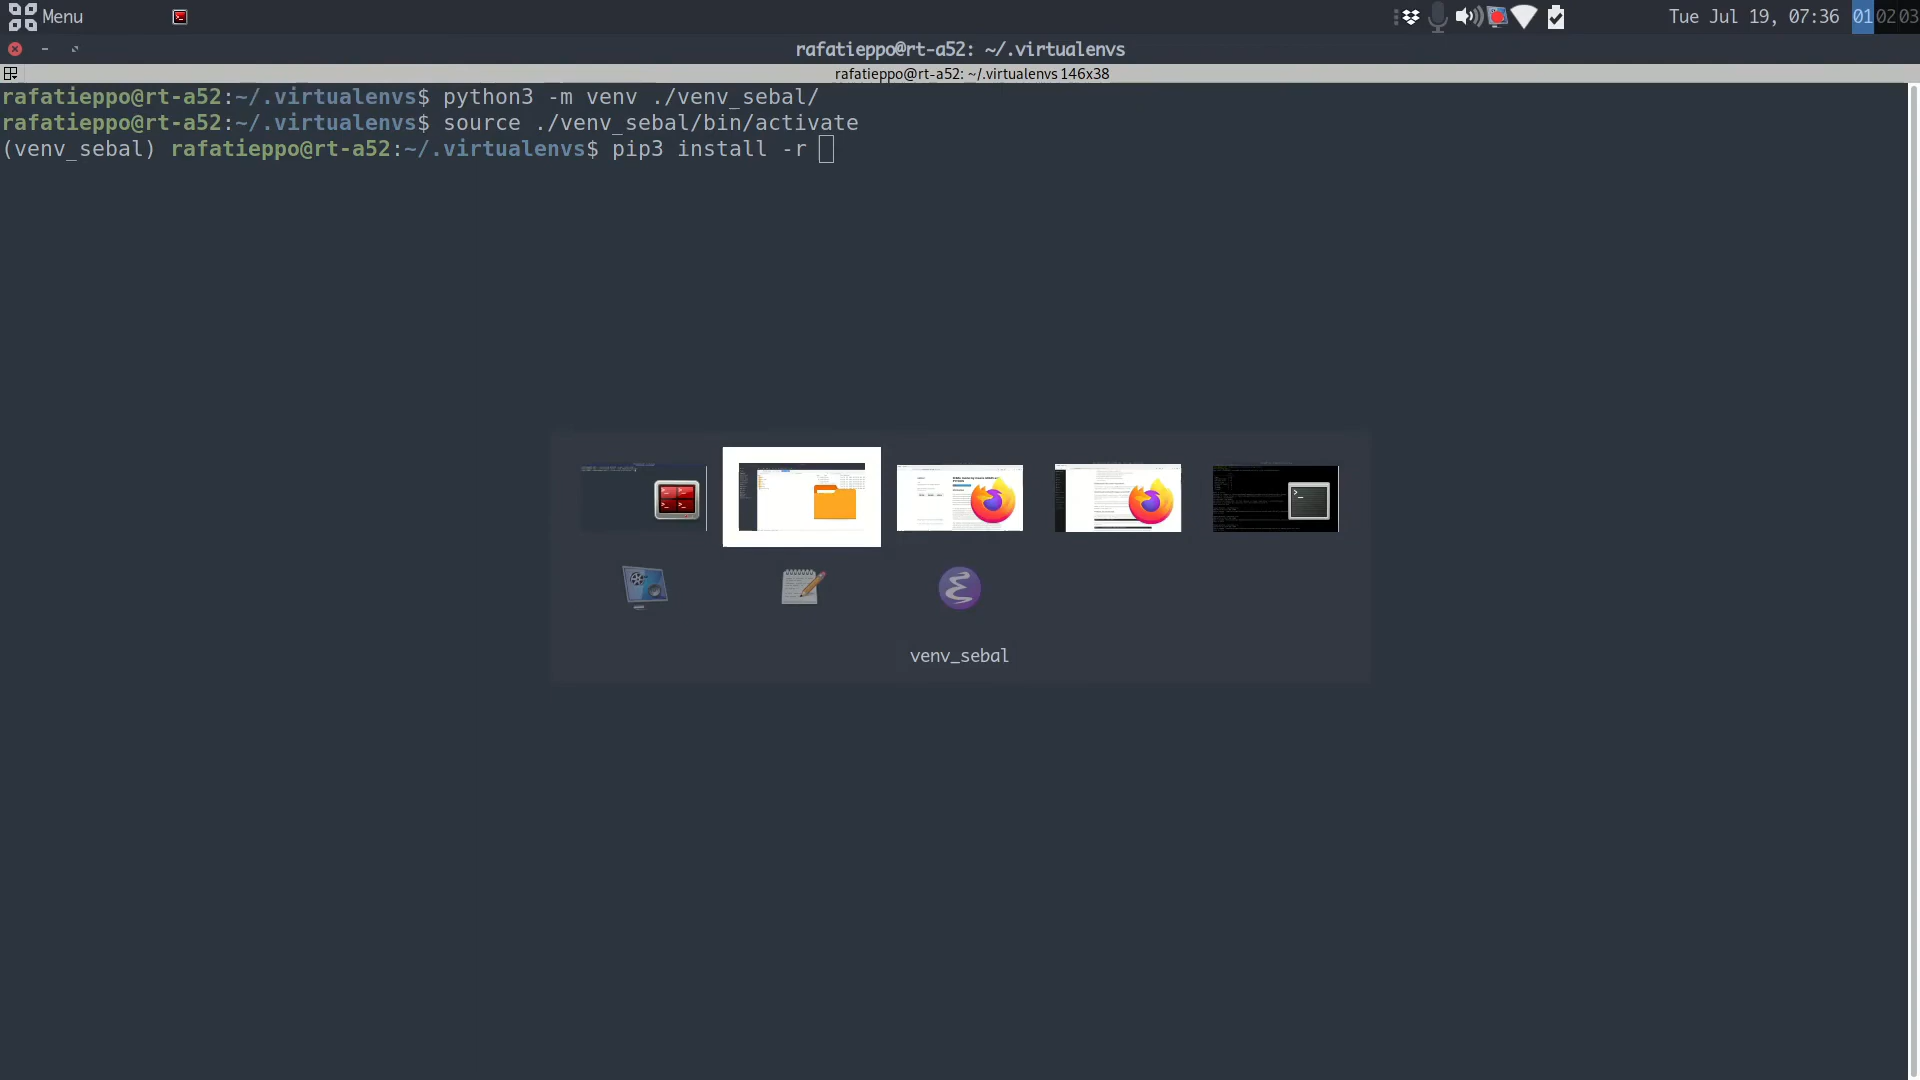 Menu
Tue Jul 19, 07:36 01 02 03
rafatieppo@rt-a52: ~/.virtualenvs
rafatieppo@rt-a52: ~/.virtualenvs 146x38
rafatieppo@rt-a52:~/.virtualenvs$ python3 -m venv ./venv_sebal/
rafatieppo@rt-a52:~/.virtualenvs$ source ./venv_sebal/bin/activate
(venv_sebal) rafatieppo@rt-a52:~/.virtualenvs$ pip3 install -r
venv_sebal